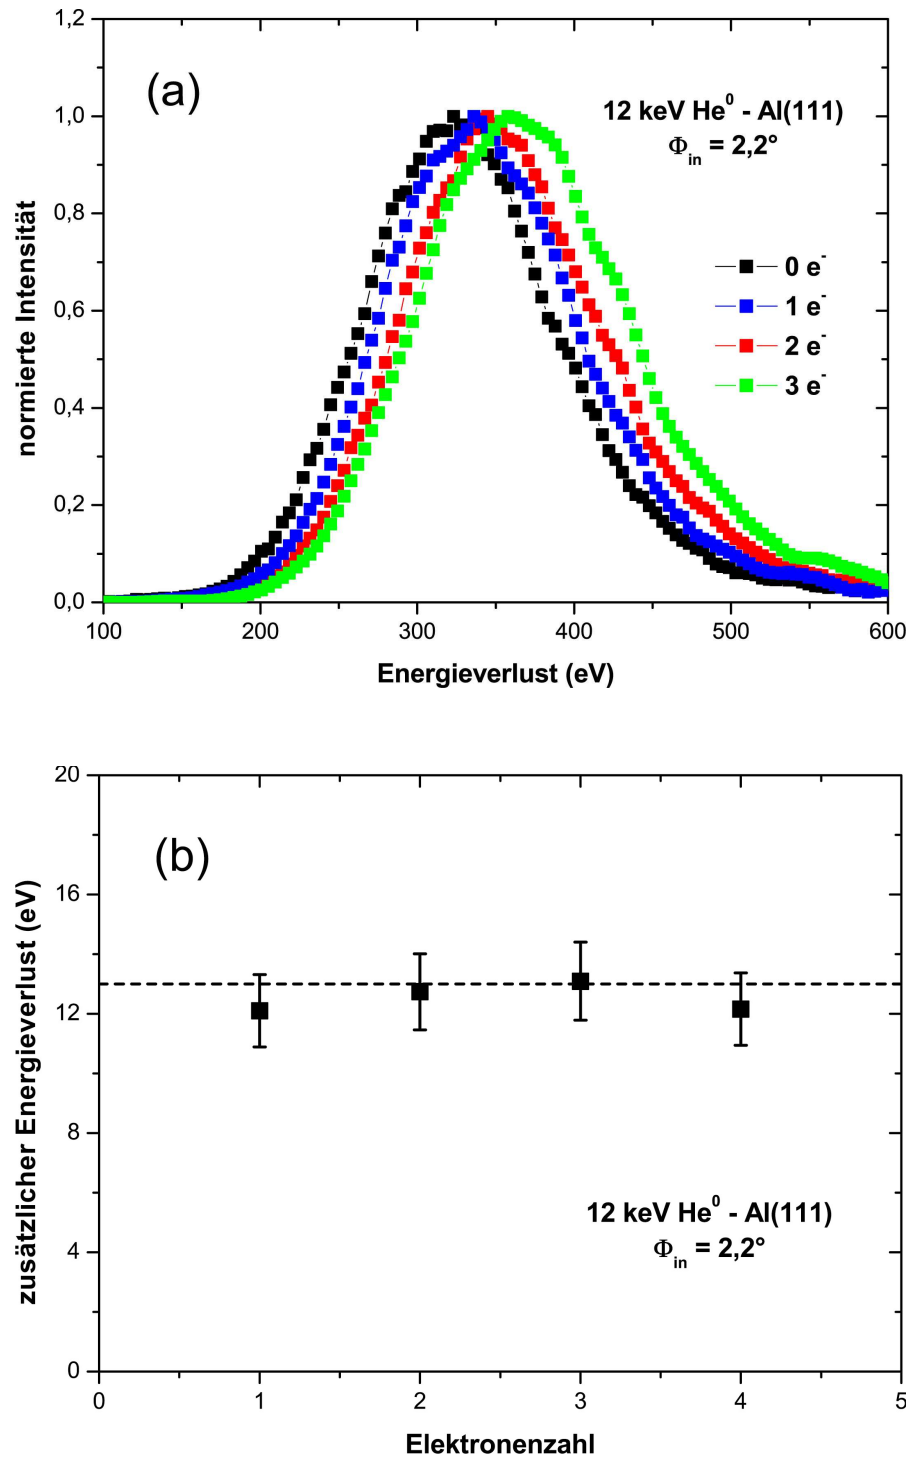 1,2
1,0
0,8
0,6
0,4
0,2
0,0
normierte Intensität
(a)
12 keV He⁰ - Al(111)
Φin = 2,2°
0 e⁻
1 e⁻
2 e⁻
3 e⁻
100 200 300 400 500 600
Energieverlust (eV)
20
16
12
8
4
0
zusätzlicher Energieverlust (eV)
(b)
12 keV He⁰ - Al(111)
Φin = 2,2°
0 1 2 3 4 5
Elektronenzahl